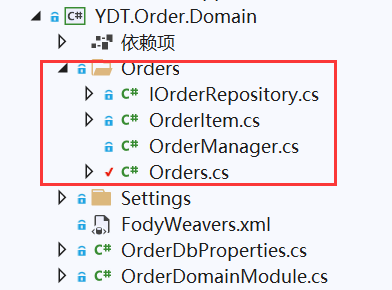 C# YDT.Order.Domain
依赖项
Orders
C# IOrderRepository.cs
C# OrderItem.cs
C# OrderManager.cs
C# Orders.cs
Settings
FodyWeavers.xml
C# OrderDbProperties.cs
C# OrderDomainModule.cs